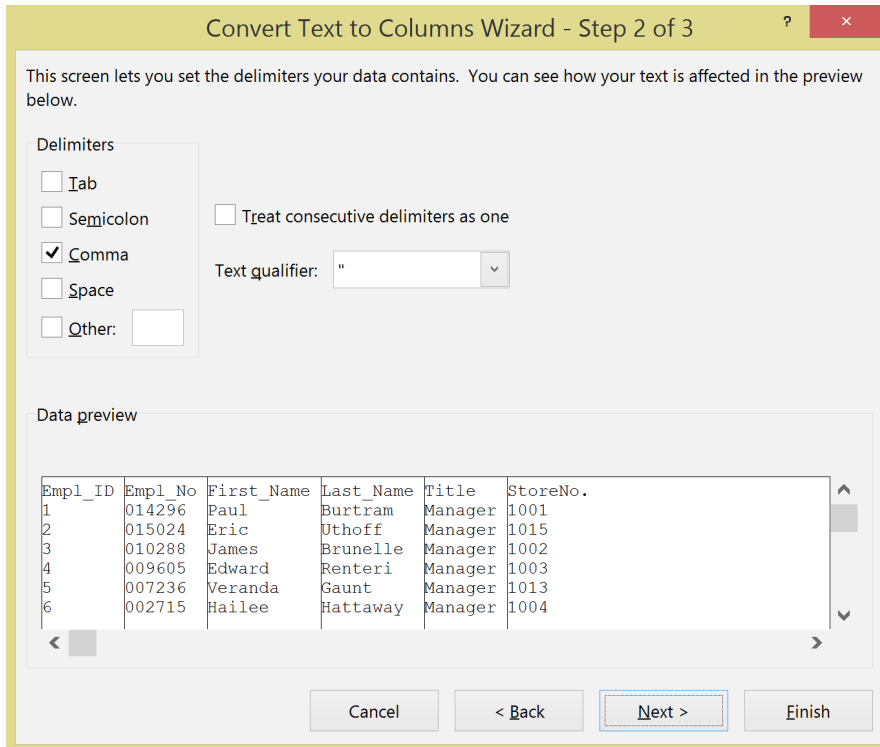 Convert Text to Columns Wizard - Step 2 of 3
?
×
This screen lets you set the delimiters your data contains.  You can see how your text is affected in the preview
below.
Delimiters
Tab
Semicolon
Comma
Space
Other:
Treat consecutive delimiters as one
Text qualifier: "
Data preview
Empl_ID Empl_No First_Name Last_Name Title StoreNo.
1 014296 Paul Burtram Manager 1001
2 015024 Eric Uthoff Manager 1015
3 010288 James Brunelle Manager 1002
4 009605 Edward Renteri Manager 1003
5 007236 Veranda Gaunt Manager 1013
6 002715 Hailee Hattaway Manager 1004
Cancel < Back Next > Finish